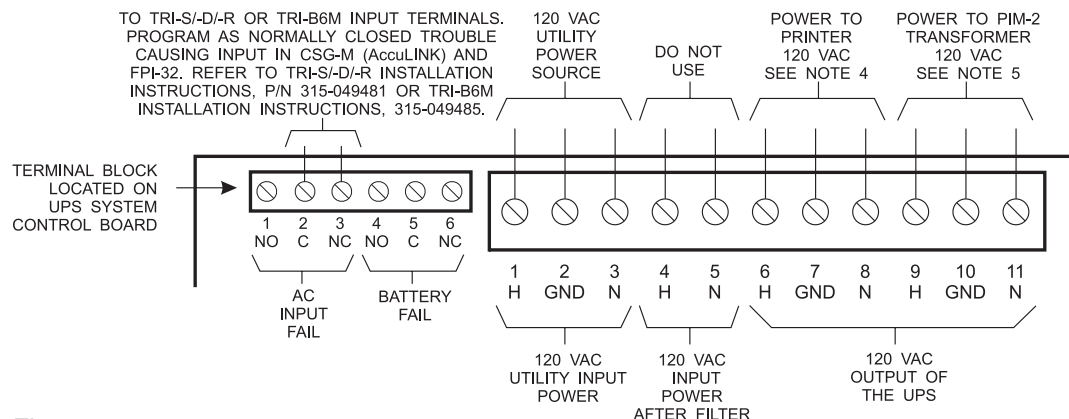 TO TRI-S/-D/-R OR TRI-B6M INPUT TERMINALS.
PROGRAM AS NORMALLY CLOSED TROUBLE
CAUSING INPUT IN CSG-M (AccuLINK) AND
FPI-32. REFER TO TRI-S/-D/-R INSTALLATION
INSTRUCTIONS, P/N 315-049481 OR TRI-B6M
INSTALLATION INSTRUCTIONS, 315-049485.
120 VAC
UTILITY
POWER
SOURCE
DO NOT
USE
POWER TO
PRINTER
120 VAC
SEE NOTE 4
POWER TO PIM-2
TRANSFORMER
120 VAC
SEE NOTE 5
TERMINAL BLOCK
LOCATED ON
UPS SYSTEM
CONTROL BOARD
1 2 3 4 5 6
NO C NC NO C NC
AC
INPUT
FAIL
BATTERY
FAIL
1 2 3 4 5 6 7 8 9 10 11
H GND N H N H GND N H GND N
120 VAC
UTILITY INPUT
POWER
120 VAC
INPUT
POWER
AFTER FILTER
120 VAC
OUTPUT OF
THE UPS